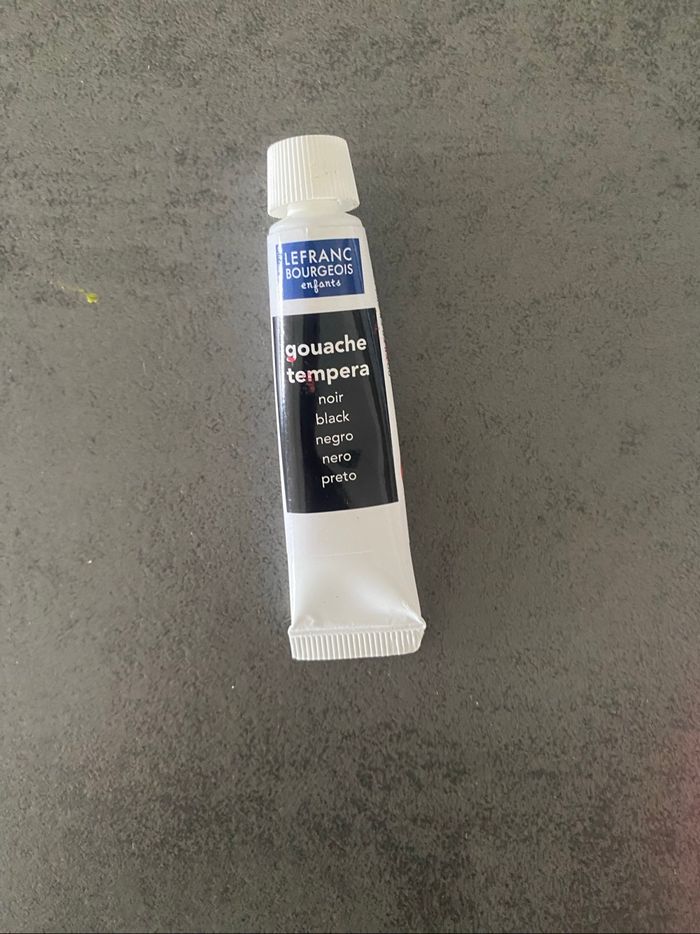 LEFRANC
BOURGEOIS
enfants
gouache
tempera
noir
black
negro
nero
preto